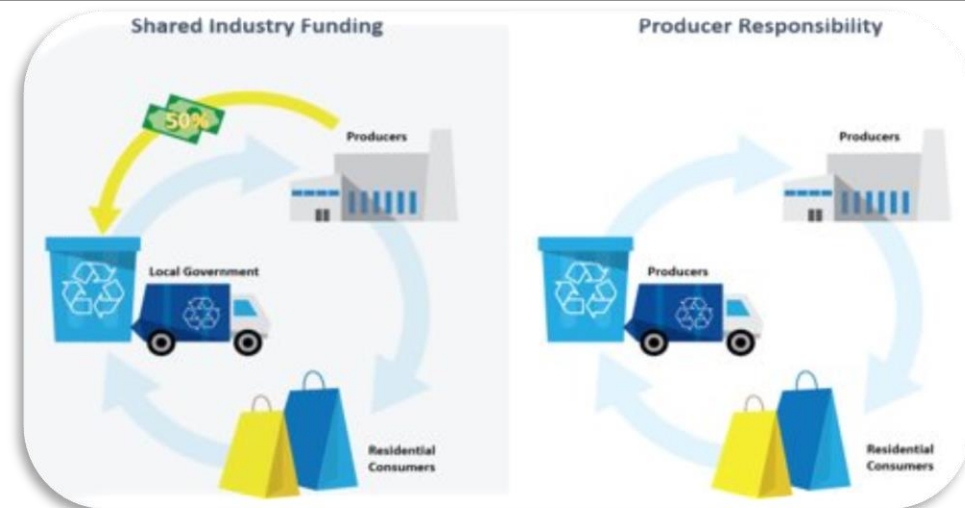 Shared Industry Funding
Producer Responsibility
50%
Producers
Local Government
Residential
Consumers
Producers
Producers
Residential
Consumers